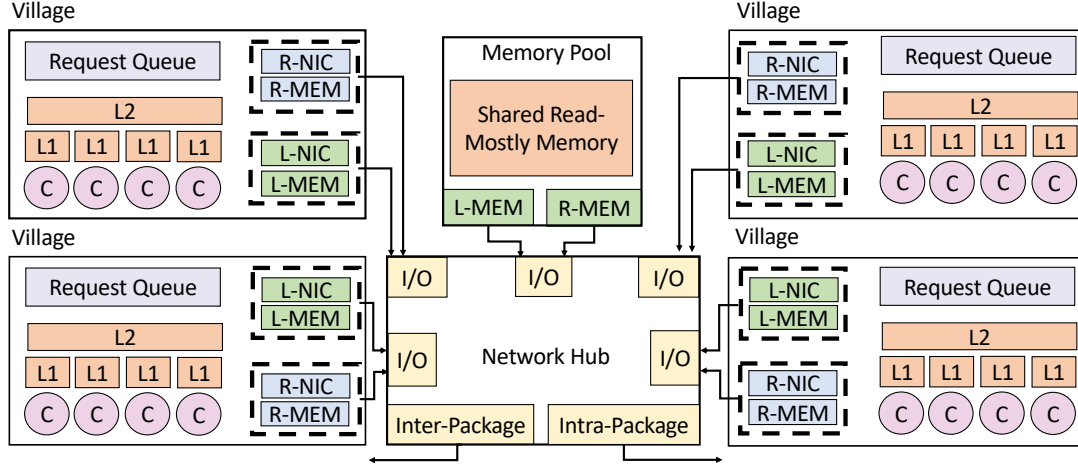 Village
Request Queue
L2
L1 L1 L1 L1
C C C C
R-NIC
R-MEM
L-NIC
L-MEM
Memory Pool
Shared Read-
Mostly Memory
L-MEM R-MEM
Village
R-NIC
R-MEM
L-NIC
L-MEM
Request Queue
L2
L1 L1 L1 L1
C C C C
Village
Request Queue
L2
L1 L1 L1 L1
C C C C
L-NIC
L-MEM
R-NIC
R-MEM
I/O I/O I/O
I/O Network Hub I/O
Inter-Package Intra-Package
Village
L-NIC
L-MEM
R-NIC
R-MEM
Request Queue
L2
L1 L1 L1 L1
C C C C